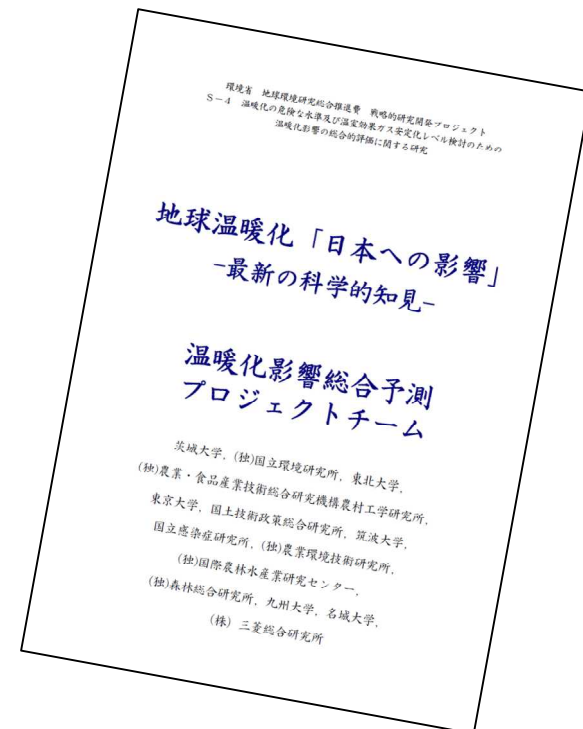 環境省　地球環境研究総合推進費　戦略的研究開発プロジェクト
S－4　温暖化の危険な水準及び温室効果ガス安定化レベル検討のための
温暖化影響の総合的評価に関する研究
地球温暖化「日本への影響」
-最新の科学的知見-
温暖化影響総合予測
プロジェクトチーム
茨城大学，(独)国立環境研究所，東北大学，
(独)農業・食品産業技術総合研究機構農村工学研究所，
東京大学，国土技術政策総合研究所，筑波大学，
国立感染症研究所，(独)農業環境技術研究所，
(独)国際農林水産業研究センター，
(独)森林総合研究所，九州大学，名城大学，
(株) 三菱総合研究所